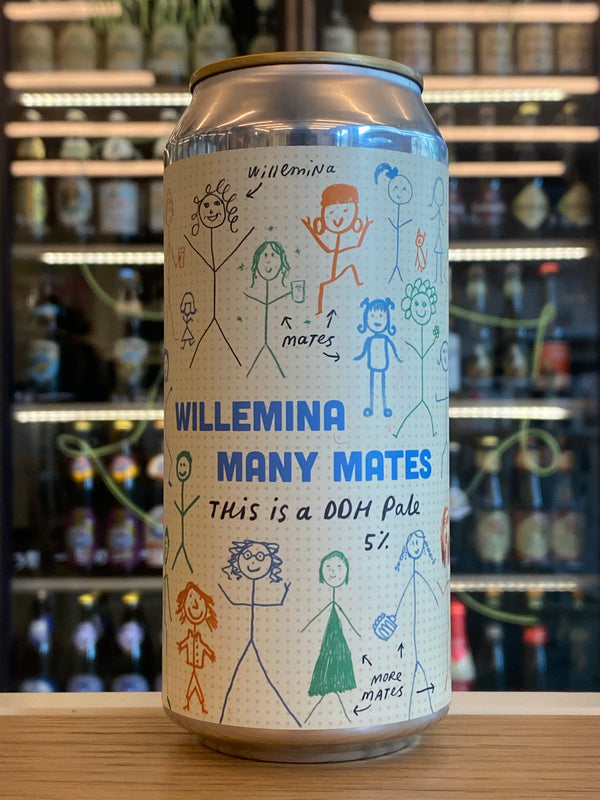 Willemina
mates
WILLEMINA
MANY MATES
THis is a DDH Pale
5%
MORE
MATES